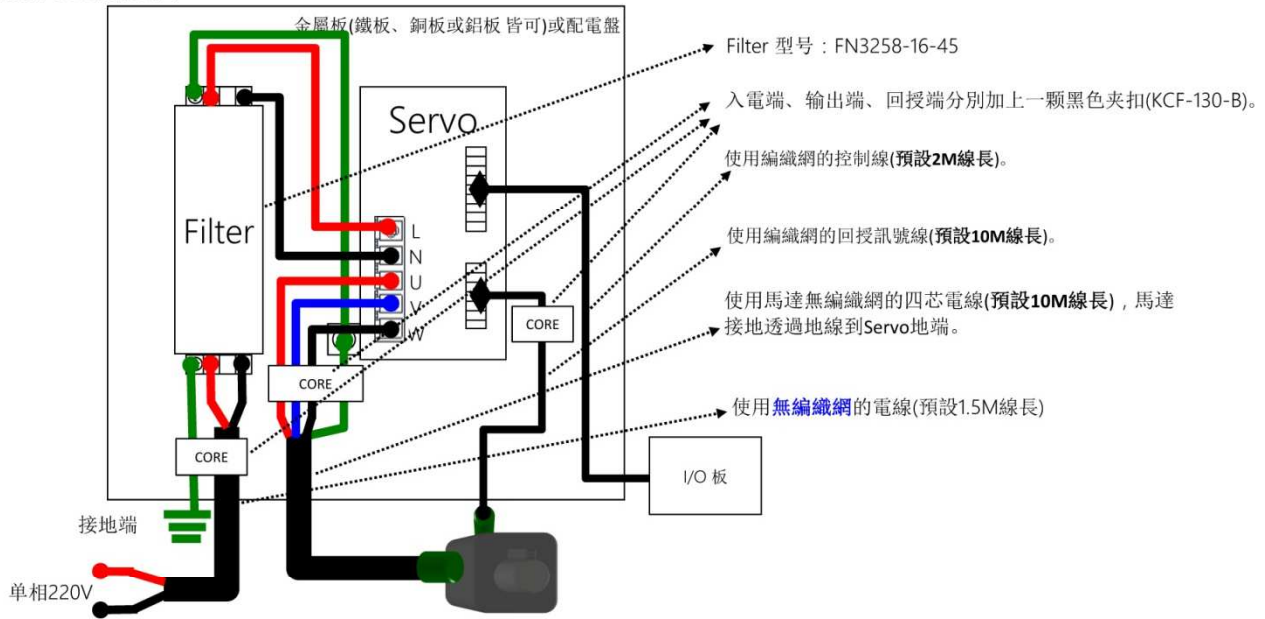 金屬板(鐵板、銅板或鋁板 皆可)或配電盤
Filter 型号：FN3258-16-45
入電端、输出端、回授端分別加上一颗黑色夹扣(KCF-130-B)。
Servo
使用編織網的控制線(預設2M線長)。
Filter
L
N
U
V
W
使用編織網的回授訊號線(預設10M線長)。
使用馬達無編織網的四芯電線(預設10M線長)，馬達
接地透過地線到Servo地端。
CORE
CORE
使用無編織網的電線(預設1.5M線長)
CORE
I/O 板
接地端
单相220V